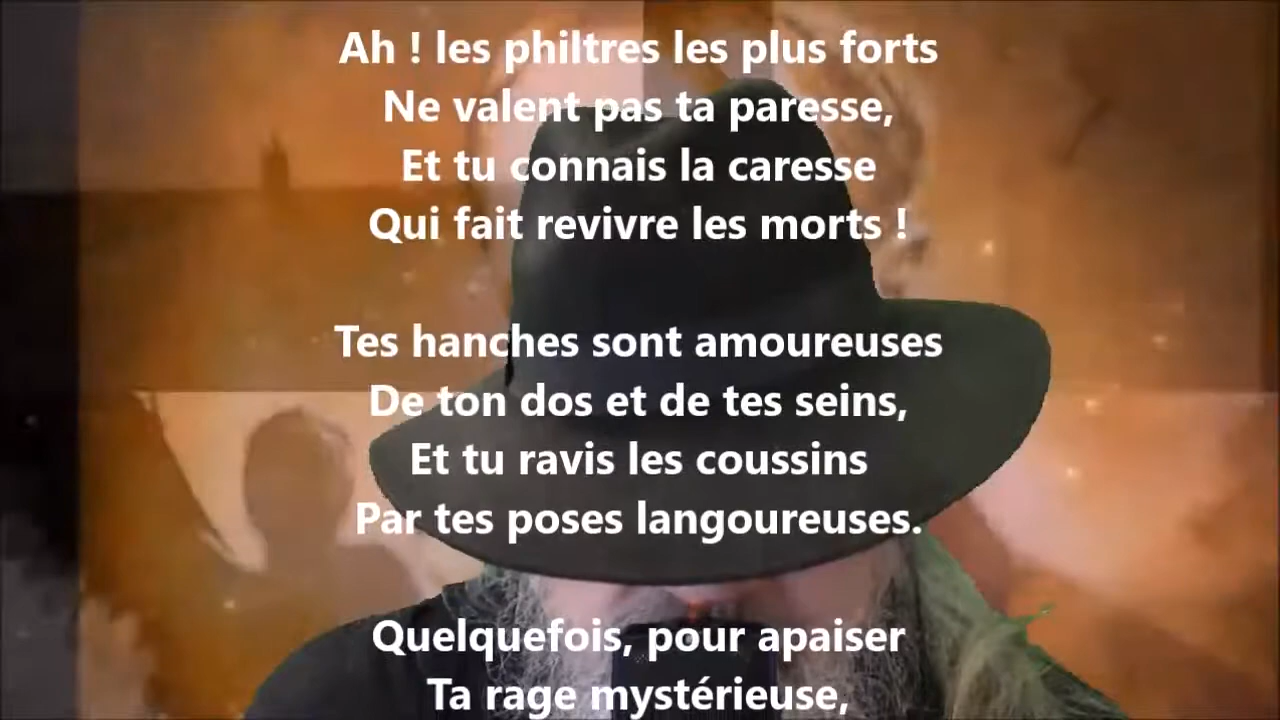 Ah ! les philtres les plus forts
Ne valent pas ta paresse,
Et tu connais la caresse
Qui fait revivre les morts !
Tes hanches sont amoureuses
De ton dos et de tes seins,
Et tu ravis les coussins
Par tes poses langoureuses.
Quelquefois, pour apaiser
Ta rage mystérieuse,